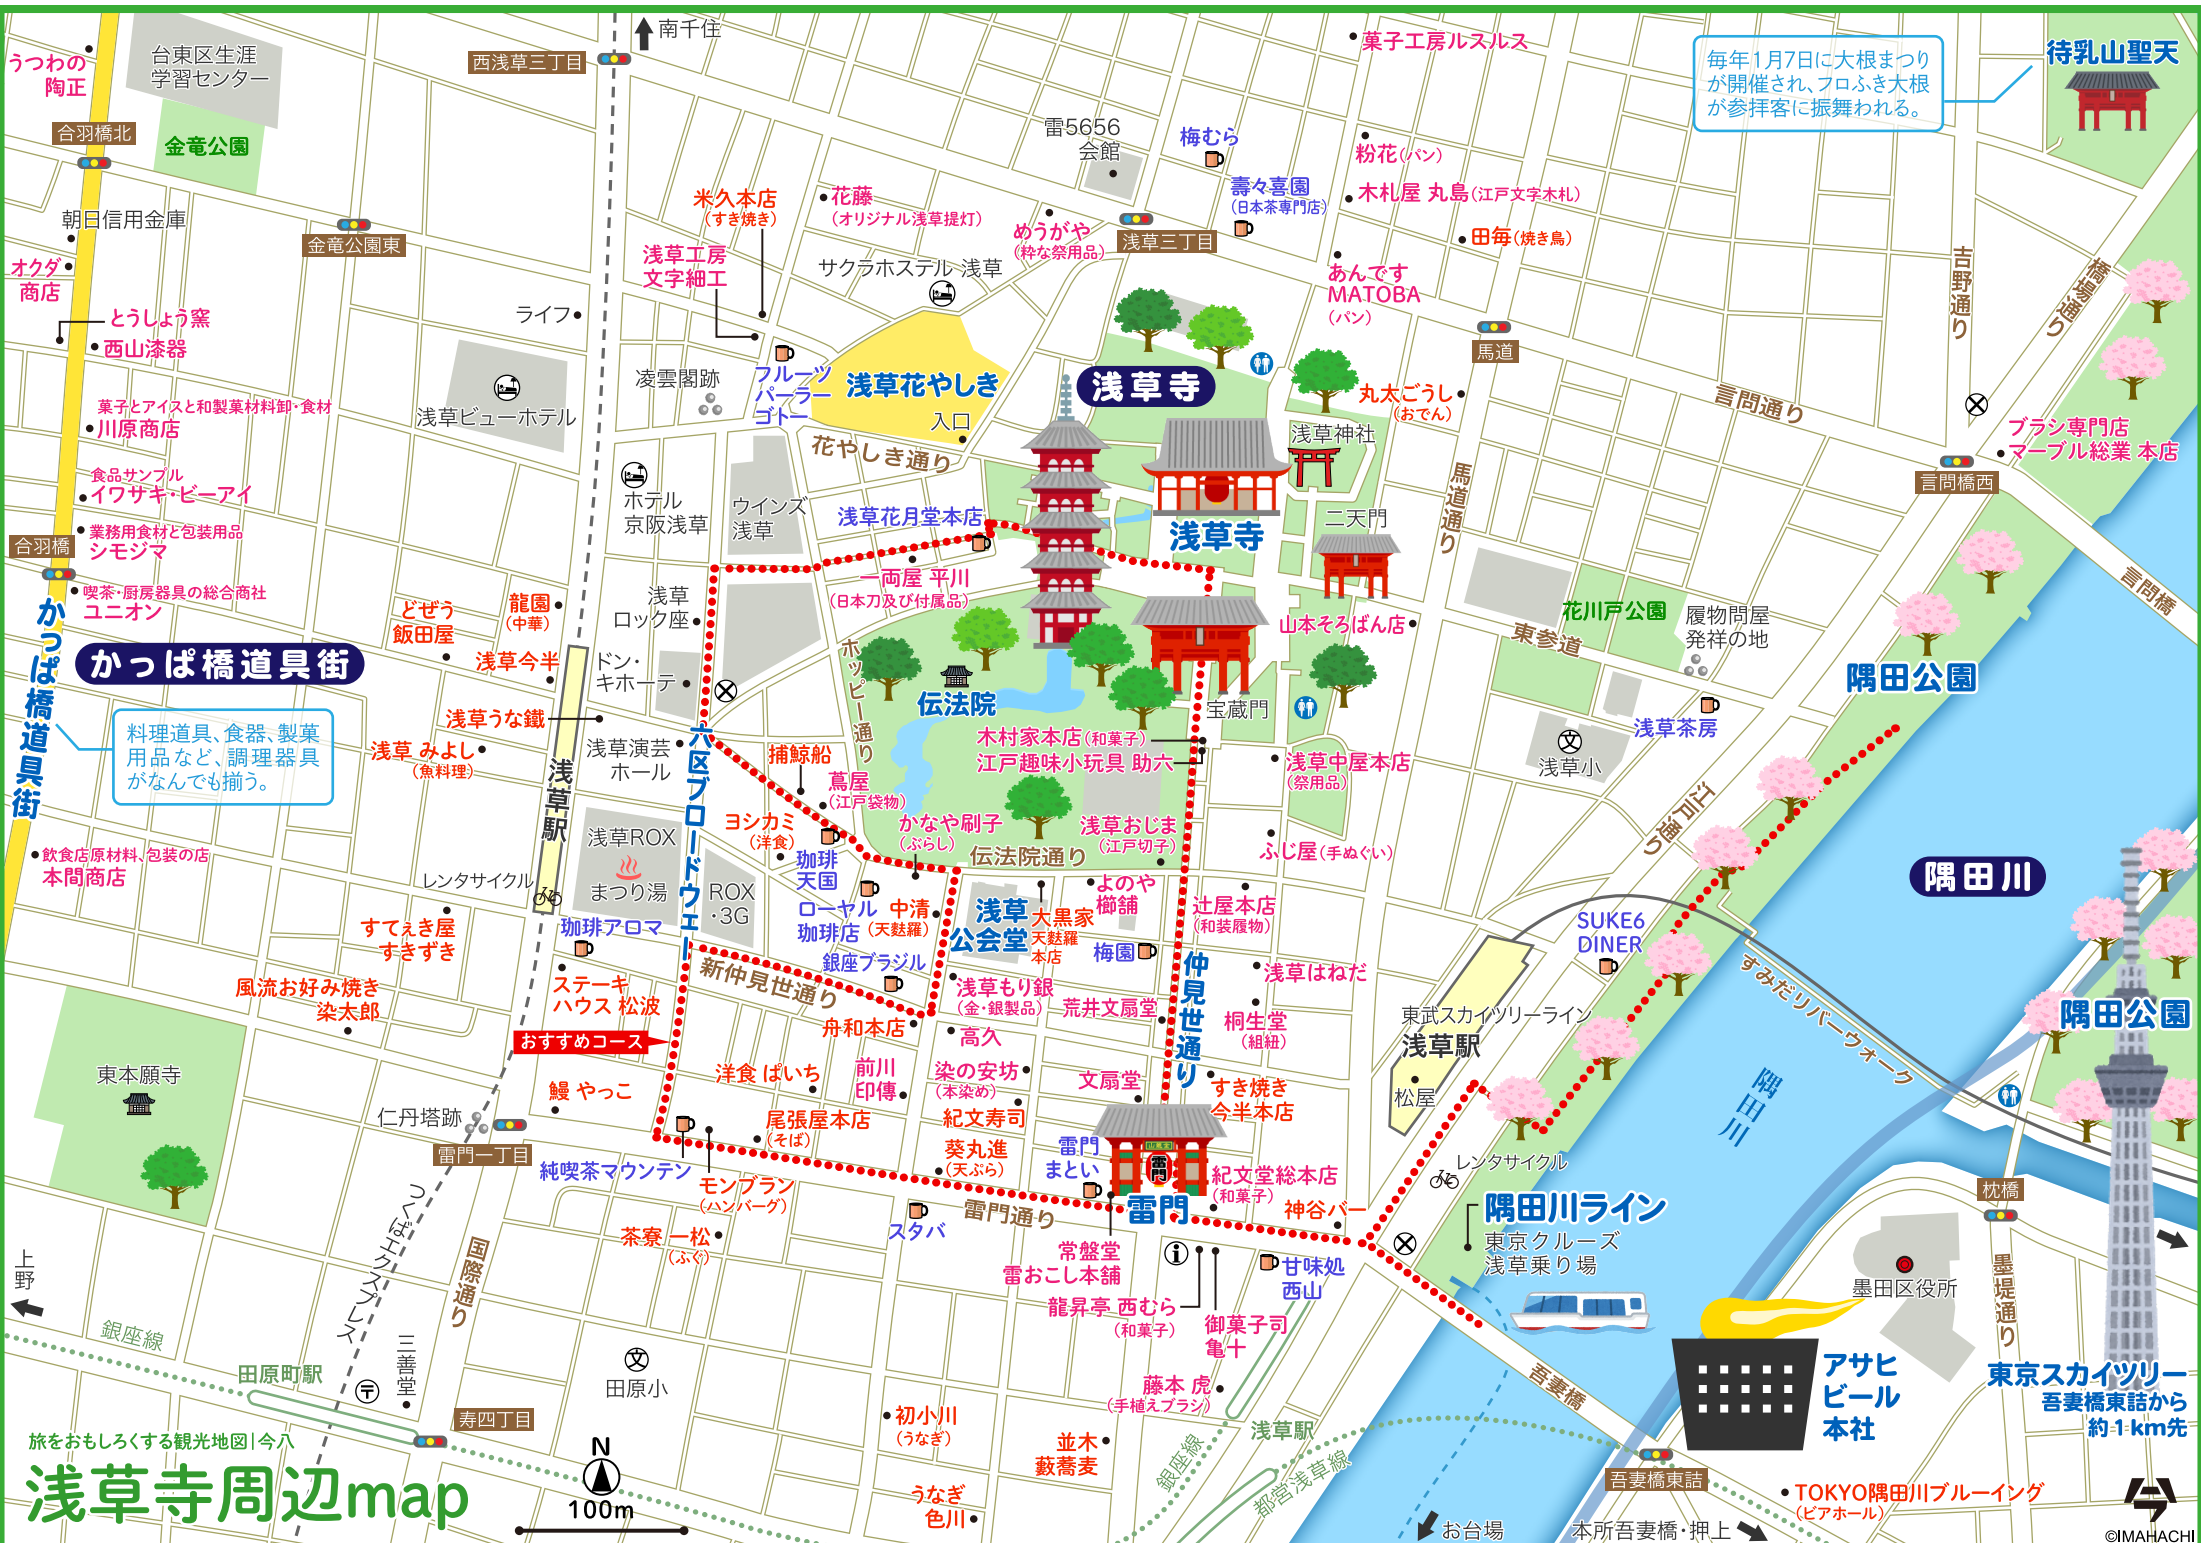 南千住
西浅草三丁目
菓子工房ルスルス
毎年1月7日に大根まつり
が開催され、フロふき大根
が参拝客に振舞われる。
待乳山聖天
うつわの
陶正
台東区生涯
学習センター
合羽橋北
金竜公園
雷5656
会館
梅むら
粉花(パン)
壽々喜園
(日本茶専門店)
木札屋 丸島(江戸文字木札)
米久本店
(すき焼き)
花藤
(オリジナル浅草提灯)
めうがや
(粋な祭用品)
浅草三丁目
田毎(焼き鳥)
朝日信用金庫
金竜公園東
浅草工房
文字細工
サクラホステル 浅草
あんです
MATOBA
(パン)
吉野通り
橋場通り
オクダ
商店
とうしょう窯
西山漆器
ライフ
馬道
凌雲閣跡
フルーツ
パーラー
ゴトー
浅草花やしき
入口
浅草寺
丸太ごうし
(おでん)
言問通り
菓子とアイスと和製菓材料卸・食材
川原商店
浅草ビューホテル
花やしき通り
浅草神社
ブラシ専門店
マーブル総業 本店
言問橋西
食品サンプル
イワサキ・ビーアイ
ホテル
京阪浅草
ウインズ
浅草
浅草花月堂本店
浅草寺
二天門
馬道通り
合羽橋
業務用食材と包装用品
シモジマ
喫茶・厨房器具の総合商社
ユニオン
一両屋 平川
(日本刀及び付属品)
言問橋
かっぱ橋道具街
かっぱ橋道具街
どぜう
飯田屋
龍園
(中華)
浅草
ロック座
山本そろばん店
花川戸公園
東参道
履物問屋
発祥の地
浅草今半
ドン・
キホーテ
ホッピー通り
伝法院
宝蔵門
隅田公園
料理道具、食器、製菓
用品など、調理器具
がなんでも揃う。
浅草うな鐵
浅草 みよし
(魚料理)
浅草演芸
ホール
六区ブロードウェー
捕鯨船
木村家本店(和菓子)
江戸趣味小玩具 助六
浅草中屋本店
(祭用品)
浅草茶房
浅草小
浅草駅
蔦屋
(江戸袋物)
江戸通り
浅草ROX
まつり湯
ヨシカミ
(洋食)
かなや刷子
(ぶらし)
浅草おじま
(江戸切子)
伝法院通り
ふじ屋(手ぬぐい)
飲食店原材料、包装の店
本間商店
レンタサイクル
ROX
・3G
珈琲
天国
隅田川
ローヤル
珈琲店
中清
(天麩羅)
浅草
公会堂
大黒家
天麩羅
本店
よのや
櫛舗
辻屋本店
(和装履物)
SUKE6
DINER
すてぇき屋
すきずき
珈琲アロマ
銀座ブラジル
梅園
仲見世通り
新仲見世通り
浅草はねだ
すみだリバーウォーク
風流お好み焼き
染太郎
ステーキ
ハウス 松波
浅草もり銀
(金・銀製品)
荒井文扇堂
桐生堂
(組紐)
東武スカイツリーライン
浅草駅
隅田公園
舟和本店
高久
おすすめコース
東本願寺
洋食 ぱいち
前川
印傳
染の安坊
(本染め)
文扇堂
すき焼き
今半本店
松屋
隅田川
鰻 やっこ
仁丹塔跡
尾張屋本店
(そば)
紀文寿司
雷門一丁目
純喫茶マウンテン
葵丸進
(天ぷら)
雷門
まとい
雷門
雷門
紀文堂総本店
(和菓子)
レンタサイクル
モンブラン
(ハンバーグ)
つくばエクスプレス
国際通り
茶寮 一松
(ふぐ)
スタバ
雷門通り
神谷バー
隅田川ライン
東京クルーズ
浅草乗り場
枕橋
墨堤通り
墨田区役所
常盤堂
雷おこし本舗
甘味処
西山
龍昇亭 西むら
(和菓子)
御菓子司
亀十
上野
銀座線
田原町駅
三善堂
田原小
藤本 虎
(手植えブラシ)
吾妻橋
アサヒ
ビール
本社
東京スカイツリー
吾妻橋東詰から
約1km先
寿四丁目
初小川
(うなぎ)
並木
藪蕎麦
浅草駅
銀座線
都営浅草線
吾妻橋東詰
旅をおもしろくする観光地図|今八
浅草寺周辺map
N
100m
うなぎ
色川
お台場
本所吾妻橋・押上
TOKYO隅田川ブルーイング
(ビアホール)
©IMAHACHI